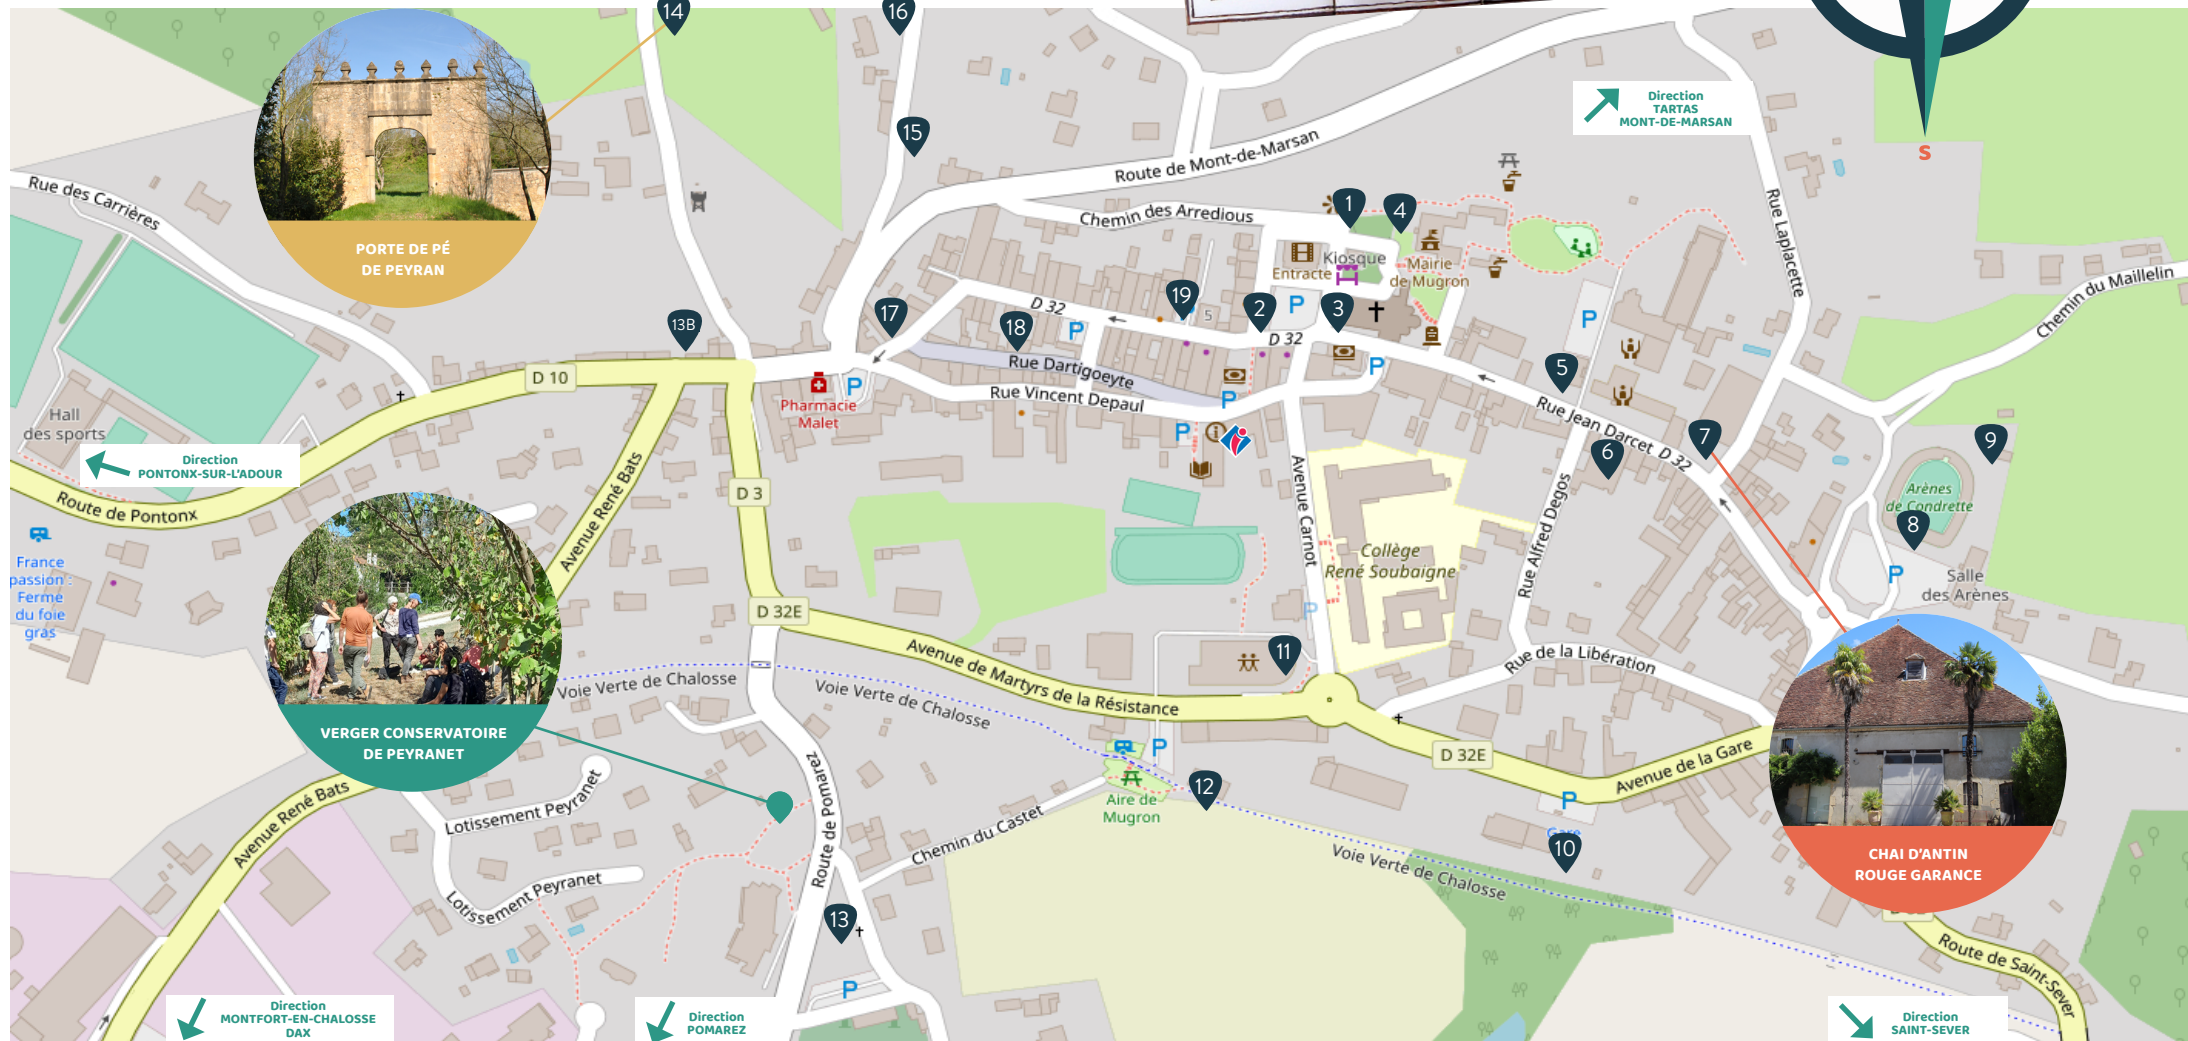 14
16
PORTE DE PÉ
DE PEYRAN
15
Direction
TARTAS
MONT-DE-MARSAN
S
Route de Mont-de-Marsan
Rue des Carrières
Chemin des Arredious
1
4
Rue Laplacette
Kiosque
Entracte
Mairie
de Mugron
Chemin du Maillelin
13B
17
D 32
18
19
5
2
P
3
D 32
P
P
P
Rue Dartigoeyte
Rue Vincent Depaul
D 10
Pharmacie
Malet
P
5
Rue Jean Darcet
D 32
6
7
9
Hall
des sports
Direction
PONTONX-SUR-L'ADOUR
Route de Pontonx
P
P
i
Arènes
de Condrette
8
P
Salle
des Arènes
D 3
Avenue René Bats
Avenue Carnot
Collège
René Soubaigne
Rue Alfred Degos
France
passion :
Ferme
du foie
gras
D 32E
P
11
Avenue de Martyrs de la Résistance
Rue de la Libération
Voie Verte de Chalosse
Voie Verte de Chalosse
VERGER CONSERVATOIRE
DE PEYRANET
P
D 32E
Avenue de la Gare
Aire de
Mugron
12
P
Gare
10
Route de Pomarez
Chemin du Castet
Voie Verte de Chalosse
Lotissement Peyranet
Avenue René Bats
Lotissement Peyranet
CHAI D'ANTIN
ROUGE GARANCE
13
P
Route de Saint-Sever
Direction
MONTFORT-EN-CHALOSSE
DAX
Direction
POMAREZ
Direction
SAINT-SEVER